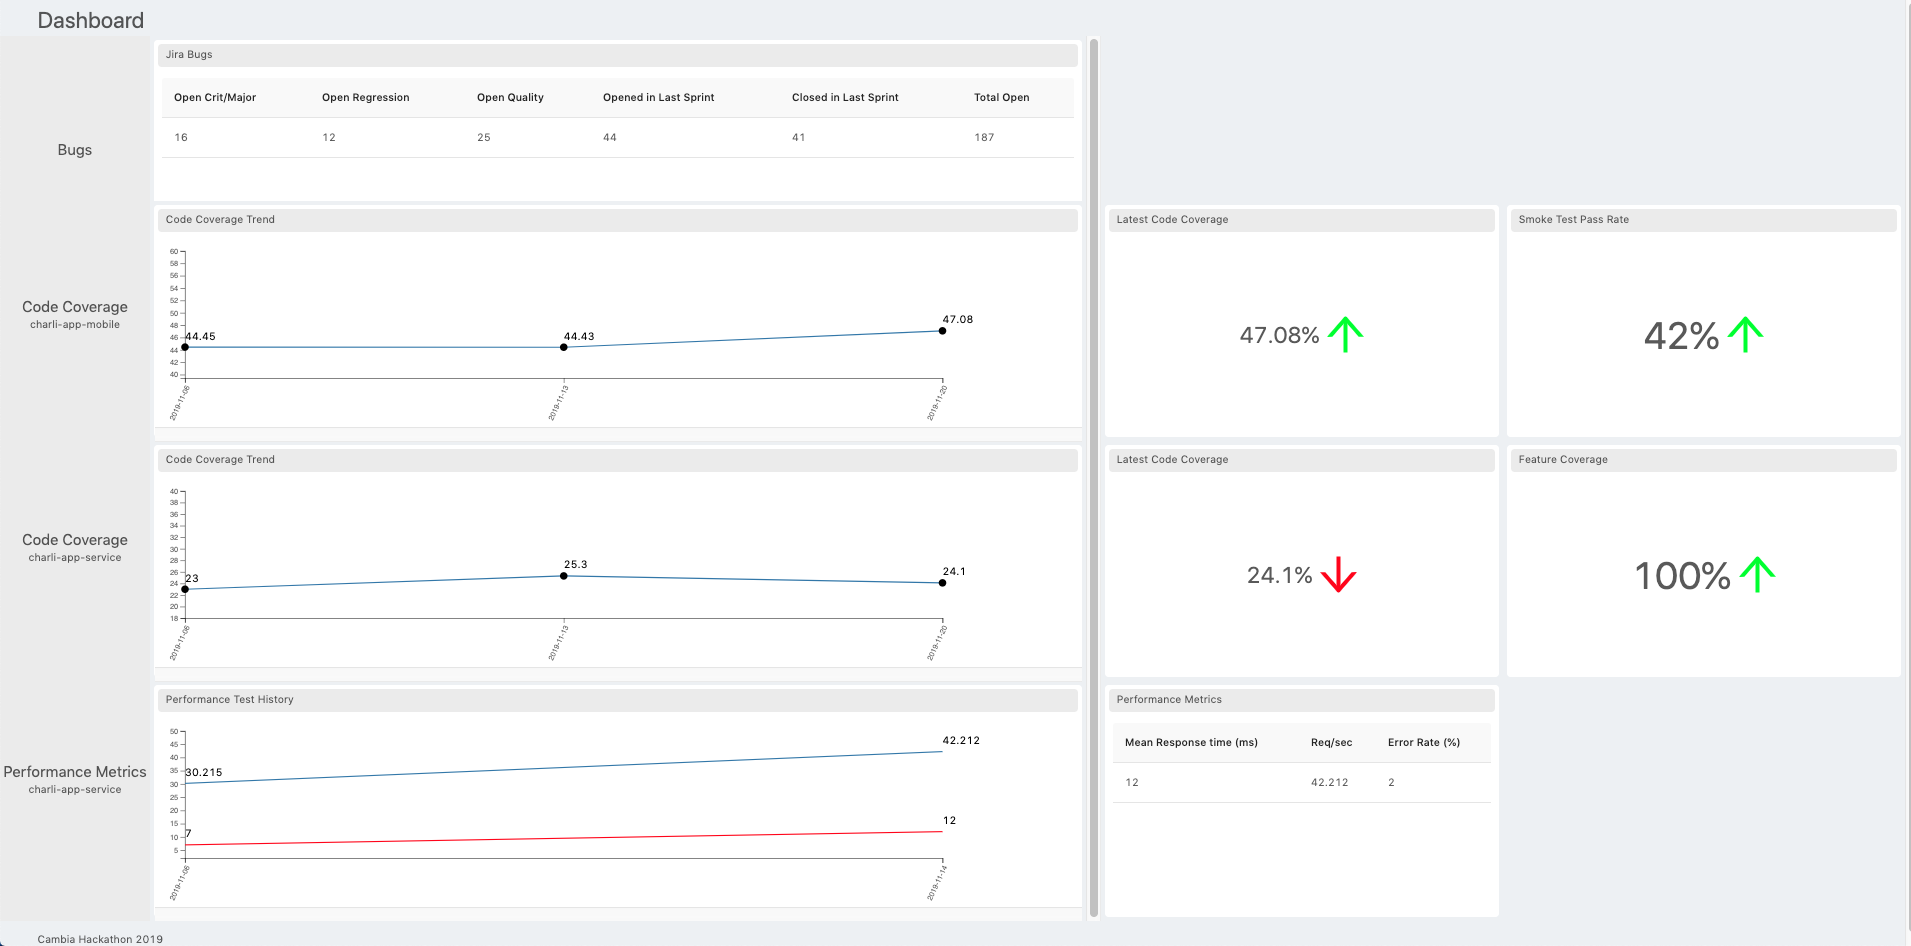 Dashboard
Jira Bugs
Open Crit/Major Open Regression Open Quality Opened in Last Sprint Closed in Last Sprint Total Open
16 12 25 44 41 187
Bugs
Code Coverage Trend
60
58
56
54
52
50
48
46
44
42
40
44.45
44.43
47.08
2019-11-06 2019-11-13 2019-11-20
Code Coverage
charli-app-mobile
Latest Code Coverage
47.08%
Smoke Test Pass Rate
42%
Code Coverage Trend
40
38
36
34
32
30
28
26
24
22
20
18
23
25.3
24.1
2019-11-06 2019-11-13 2019-11-20
Code Coverage
charli-app-service
Latest Code Coverage
24.1%
Feature Coverage
100%
Performance Test History
50
45
40
35
30
25
20
15
10
5
30.215
42.212
7
12
2019-11-06 2019-11-14
Performance Metrics
charli-app-service
Performance Metrics
Mean Response time (ms) Req/sec Error Rate (%)
12 42.212 2
Cambia Hackathon 2019